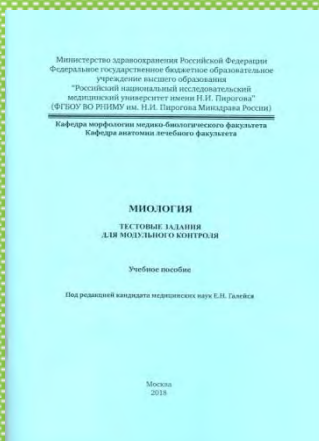 Министерство здравоохранения Российской Федерации
Федеральное государственное бюджетное образовательное
учреждение высшего образования
"Российский национальный исследовательский
медицинский университет имени Н.И. Пирогова"
(ФГБОУ ВО РНИМУ им. Н.И. Пирогова Минздрава России)
Кафедра морфологии медико-биологического факультета
Кафедра анатомии лечебного факультета
МИОЛОГИЯ
ТЕСТОВЫЕ ЗАДАНИЯ
ДЛЯ МОДУЛЬНОГО КОНТРОЛЯ
Учебное пособие
Под редакцией кандидата медицинских наук Е.Н. Галейся
Москва
2018